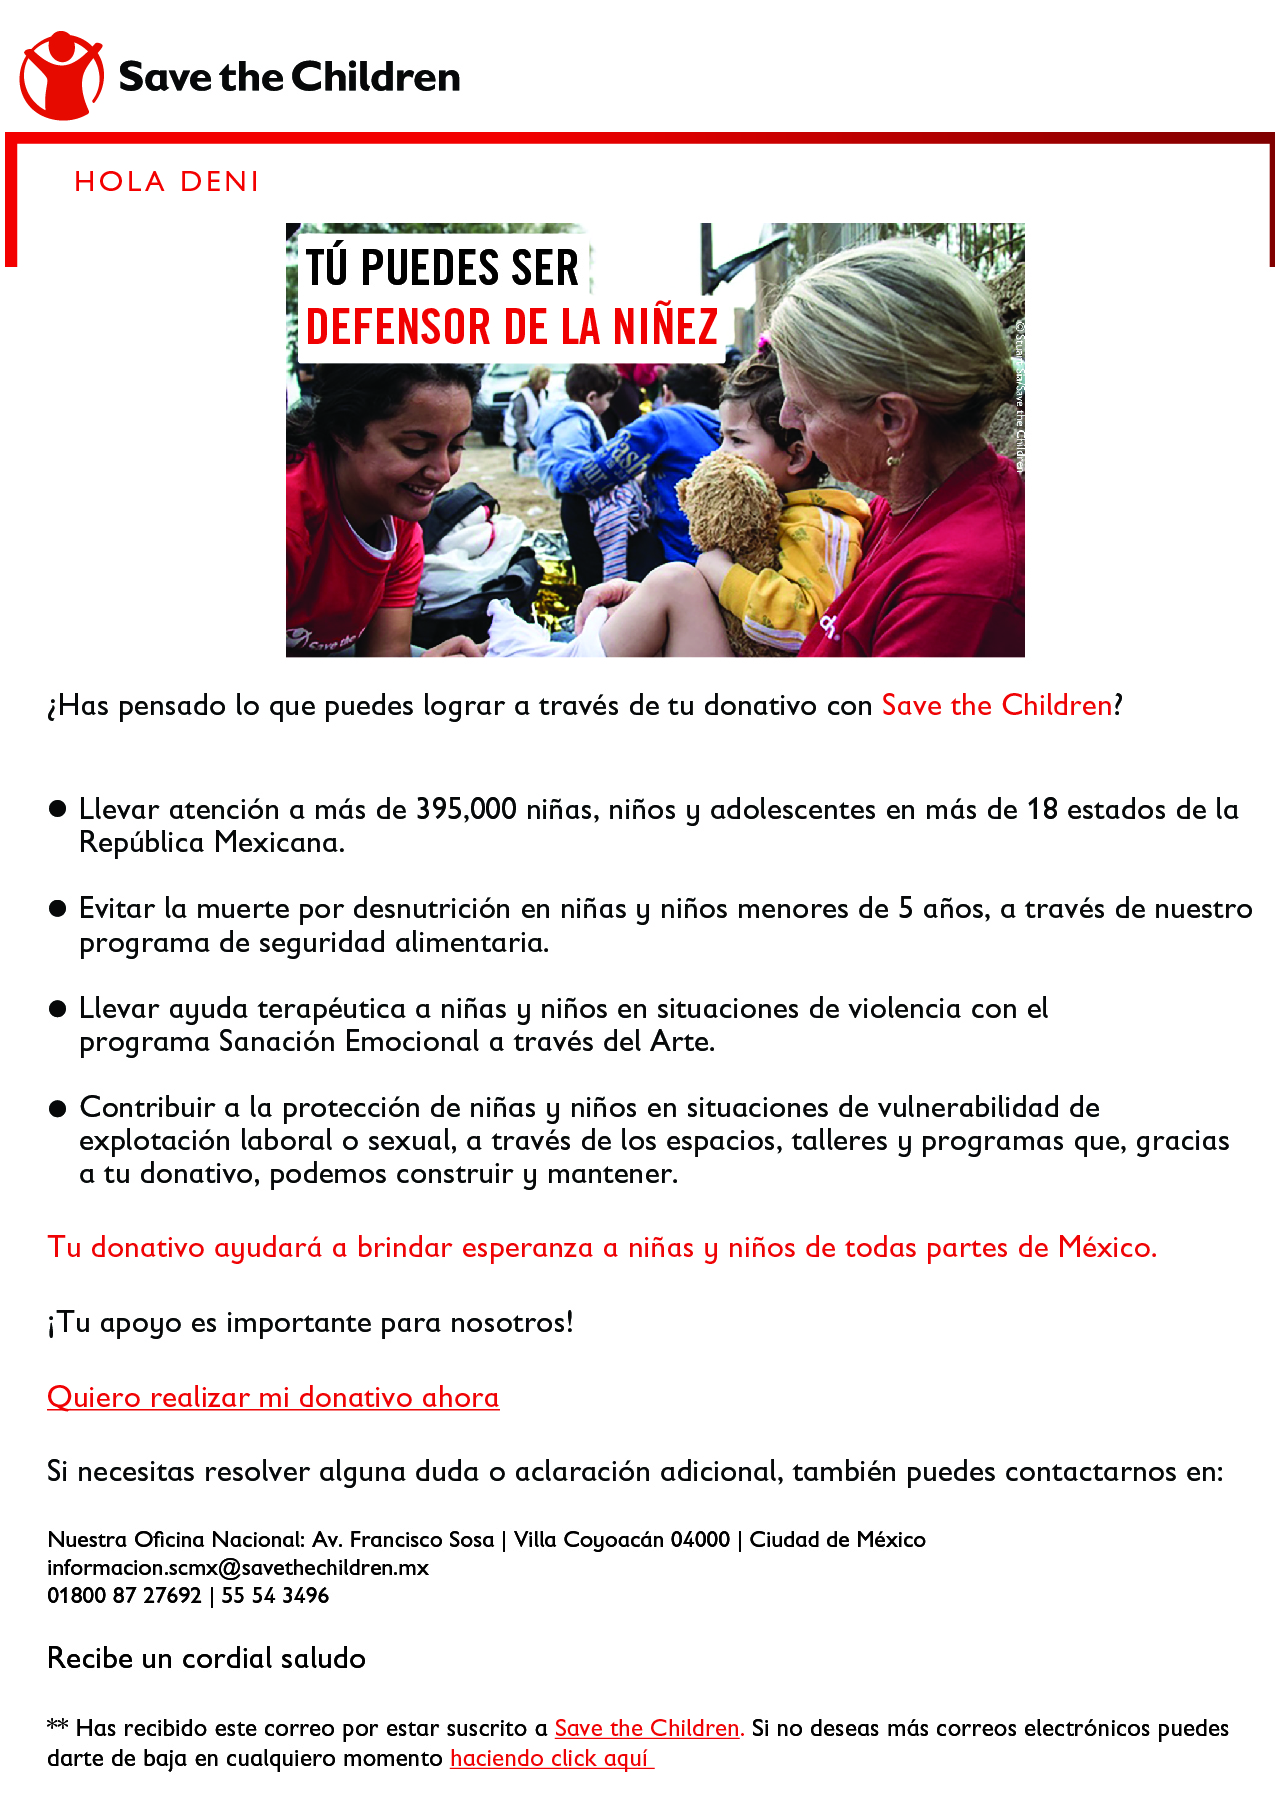 Save the Children
HOLA DENI
TÚ PUEDES SER
DEFENSOR DE LA NIÑEZ
Save the Children
¿Has pensado lo que puedes lograr a través de tu donativo con Save the Children?
● Llevar atención a más de 395,000 niñas, niños y adolescentes en más de 18 estados de la
República Mexicana.
● Evitar la muerte por desnutrición en niñas y niños menores de 5 años, a través de nuestro
programa de seguridad alimentaria.
● Llevar ayuda terapéutica a niñas y niños en situaciones de violencia con el
programa Sanación Emocional a través del Arte.
● Contribuir a la protección de niñas y niños en situaciones de vulnerabilidad de
explotación laboral o sexual, a través de los espacios, talleres y programas que, gracias
a tu donativo, podemos construir y mantener.
Tu donativo ayudará a brindar esperanza a niñas y niños de todas partes de México.
¡Tu apoyo es importante para nosotros!
Quiero realizar mi donativo ahora
Si necesitas resolver alguna duda o aclaración adicional, también puedes contactarnos en:
Nuestra Oficina Nacional: Av. Francisco Sosa | Villa Coyoacán 04000 | Ciudad de México
informacion.scmx@savethechildren.mx
01800 87 27692 | 55 54 3496
Recibe un cordial saludo
** Has recibido este correo por estar suscrito a Save the Children. Si no deseas más correos electrónicos puedes
darte de baja en cualquiero momento haciendo click aquí